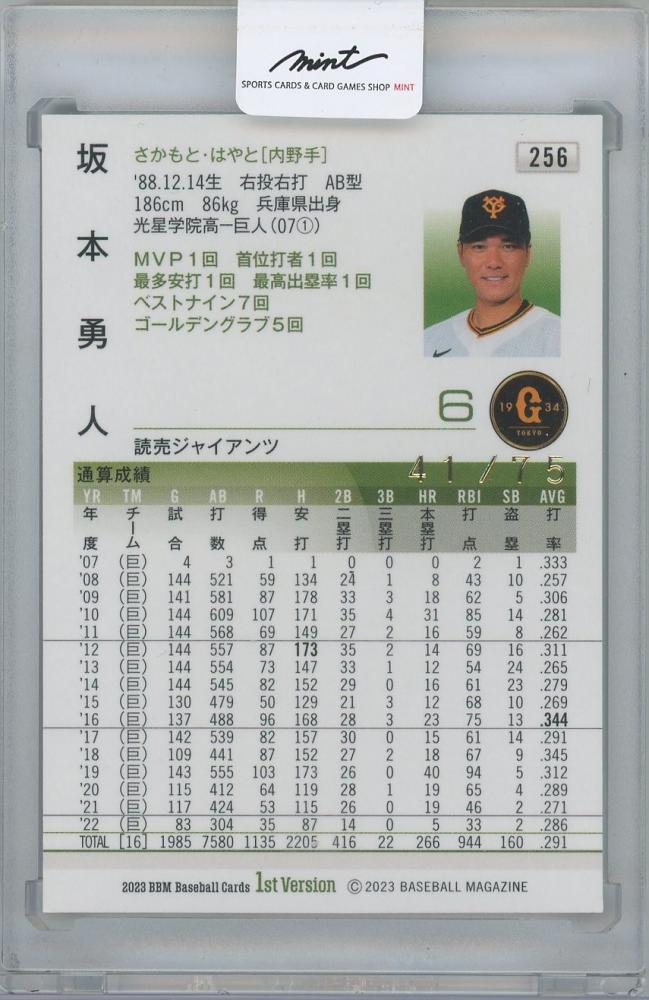 mint
SPORTS CARDS & CARD GAMES SHOP MINT
坂本勇人
256
さかもと・はやと[内野手]
'88.12.14生 右投右打 AB型
186cm 86kg 兵庫県出身
光星学院高ー巨人(07①)
MVP1回 首位打者1回
最多安打1回 最高出塁率1回
ベストナイン7回
ゴールデングラブ5回
6
19 G 34
TOKYO
読売ジャイアンツ
41/75
通算成績
YR TM G AB R H 2B 3B HR RBI SB AVG
年度 チーム 試合 打数 得点 安打 二塁打 三塁打 本塁打 打点 盗塁 打率
'07 (巨) 4 3 1 1 0 0 0 2 1 .333
'08 (巨) 144 521 59 134 24 1 8 43 10 .257
'09 (巨) 141 581 87 178 33 3 18 62 5 .306
'10 (巨) 144 609 107 171 35 4 31 85 14 .281
'11 (巨) 144 568 69 149 27 2 16 59 8 .262
'12 (巨) 144 557 87 173 35 2 14 69 16 .311
'13 (巨) 144 554 73 147 33 1 12 54 24 .265
'14 (巨) 144 545 82 152 29 0 16 61 23 .279
'15 (巨) 130 479 50 129 21 3 12 68 10 .269
'16 (巨) 137 488 96 168 28 3 23 75 13 .344
'17 (巨) 142 539 82 157 30 0 15 61 14 .291
'18 (巨) 109 441 87 152 27 2 18 67 9 .345
'19 (巨) 143 555 103 173 26 0 40 94 5 .312
'20 (巨) 115 412 64 119 28 1 19 65 4 .289
'21 (巨) 117 424 53 115 26 0 19 46 2 .271
'22 (巨) 83 304 35 87 14 0 5 33 2 .286
TOTAL [16] 1985 7580 1135 2205 416 22 266 944 160 .291
2023 BBM Baseball Cards 1st Version ©2023 BASEBALL MAGAZINE